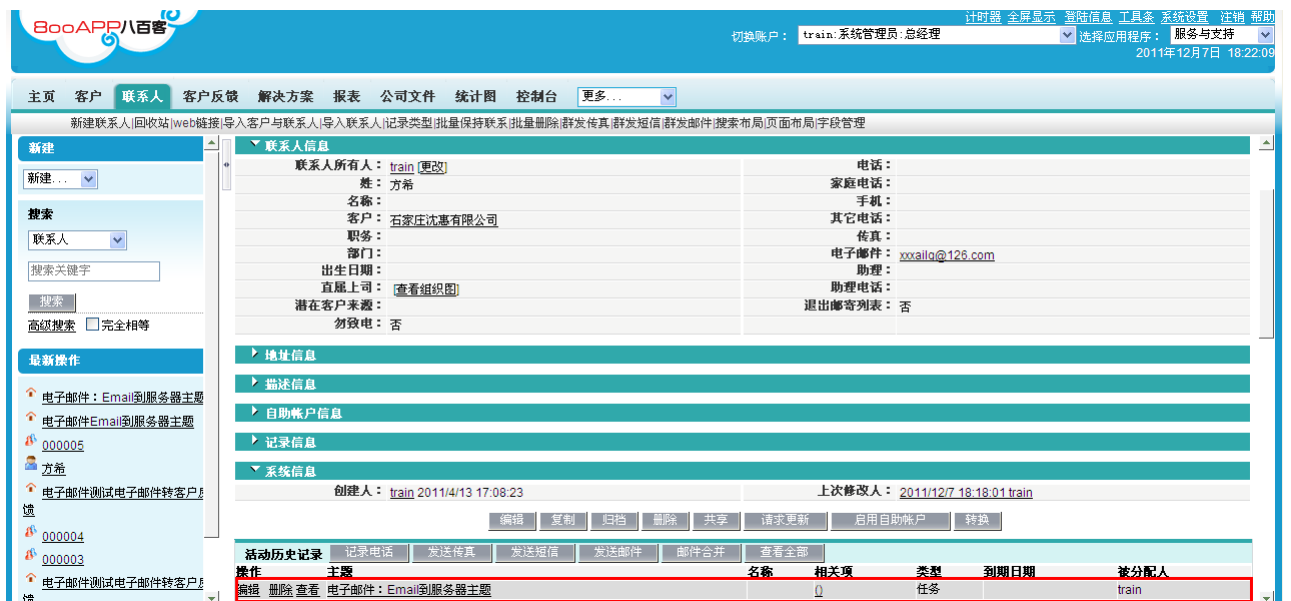 800APP八百客
计时器 全屏显示 登陆信息 工具条 系统设置 注销 帮助
切换账户： train:系统管理员:总经理 选择应用程序： 服务与支持
2011年12月7日 18:22:09
主页 客户 联系人 客户反馈 解决方案 报表 公司文件 统计图 控制台 更多...
新建联系人|回收站|web链接|导入客户与联系人|导入联系人|记录类型|批量保持联系|批量删除|群发传真|群发短信|群发邮件|搜索布局|页面布局|字段管理
新建
新建...
搜索
联系人
搜索关键字
搜索
高级搜索 完全相等
最新操作
电子邮件：Email到服务器主题
电子邮件Email到服务器主题
000005
方希
电子邮件测试电子邮件转客户反
馈
000004
000003
电子邮件测试电子邮件转客户反
馈
联系人信息
联系人所有人： train [更改] 电话：
姓： 方希 家庭电话：
名称： 手机：
客户： 石家庄沈惠有限公司 其它电话：
职务： 传真：
部门： 电子邮件： xxxailg@126.com
出生日期： 助理：
直属上司： [查看组织图] 助理电话：
潜在客户来源： 退出邮寄列表： 否
勿致电： 否
地址信息
描述信息
自助帐户信息
记录信息
系统信息
创建人： train 2011/4/13 17:08:23 上次修改人： 2011/12/7 18:18:01 train
编辑 复制 归档 删除 共享 请求更新 启用自助帐户 转换
活动历史记录 记录电话 发送传真 发送短信 发送邮件 邮件合并 查看全部
操作 主题 名称 相关项 类型 到期日期 被分配人
编辑 删除 查看 电子邮件：Email到服务器主题 () 任务 train